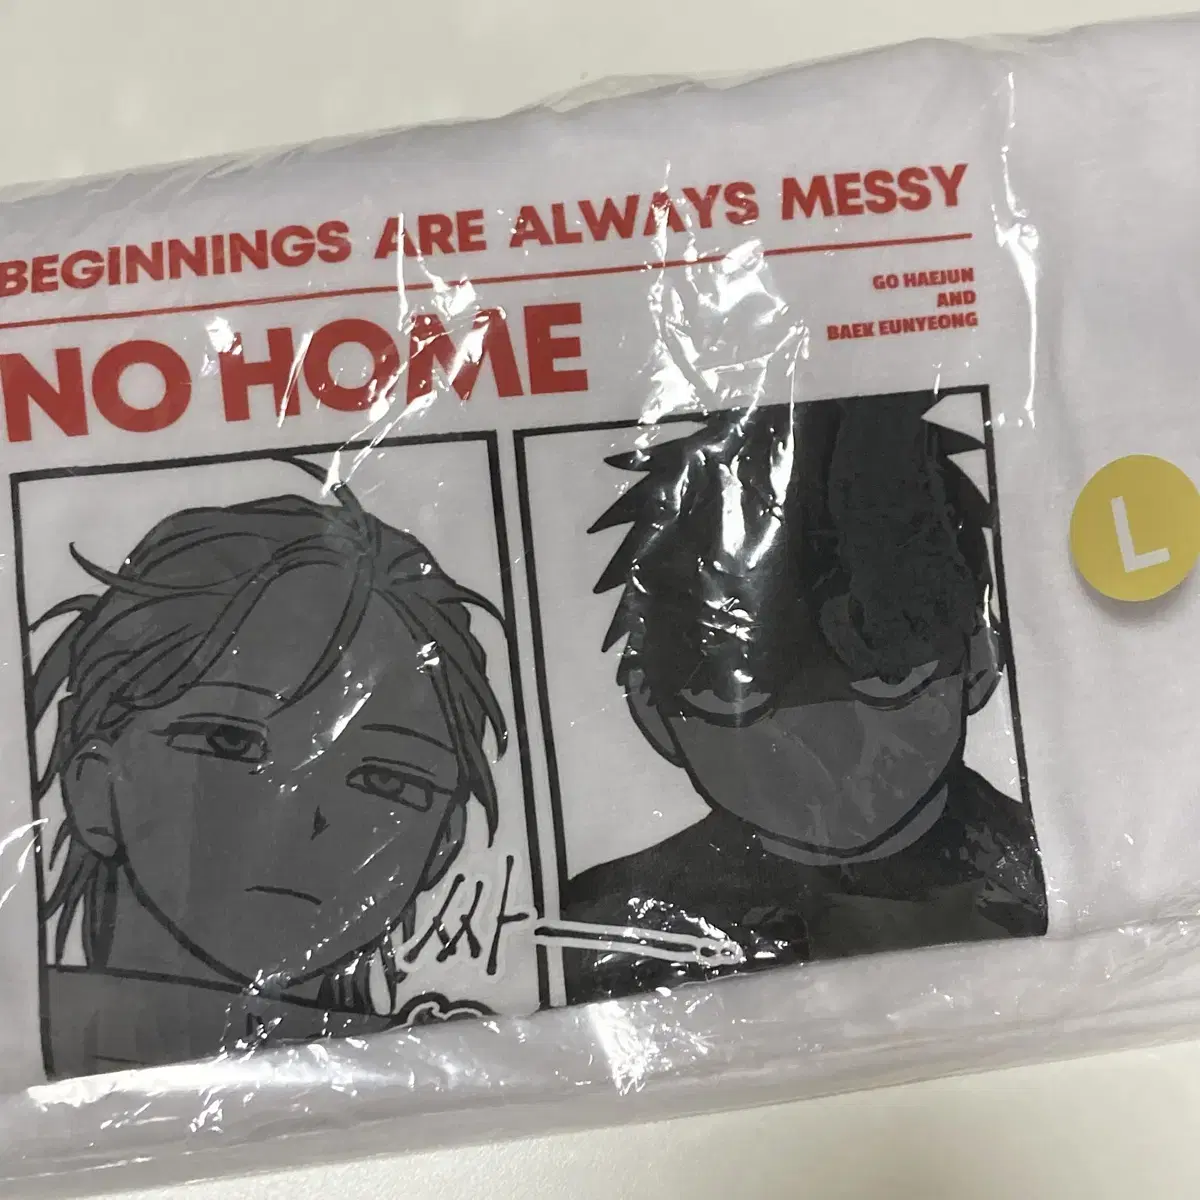 BEGINNINGS ARE ALWAYS MESSY
NO HOME
GO HAEJUN
AND
BAEK EUNYEONG
L